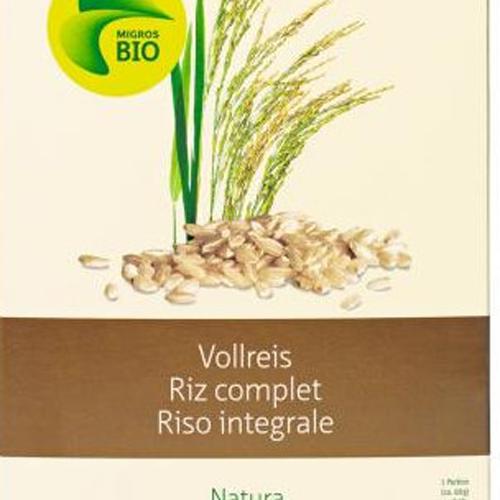 MIGROS
BIO
Vollreis
Riz complet
Riso integrale
Natura
1 Portion